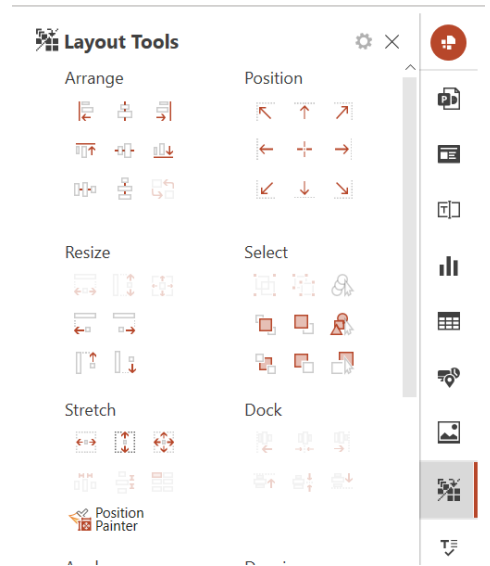 Layout Tools
Arrange
Position
Resize
Select
Stretch
Dock
Position
Painter